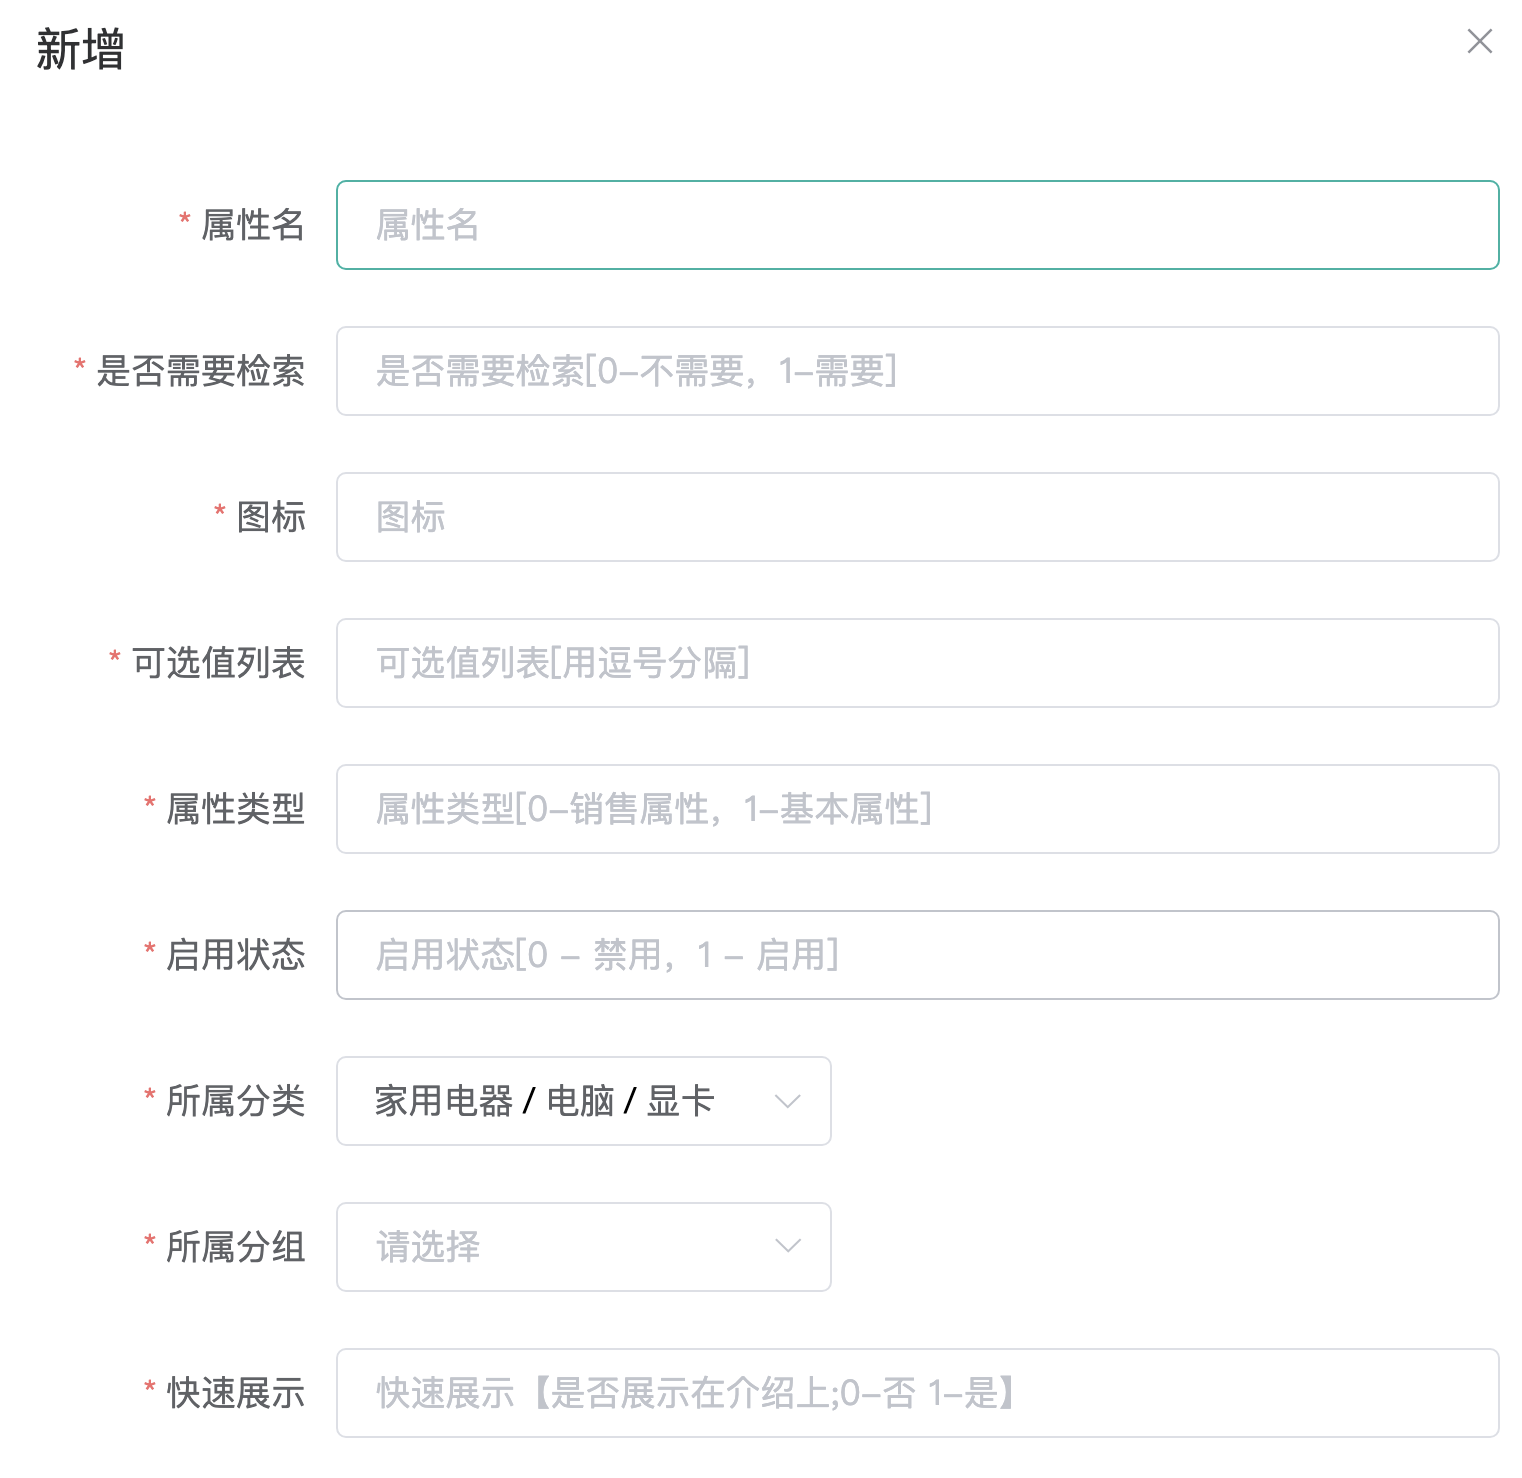 新增
* 属性名 属性名
* 是否需要检索 是否需要检索[0-不需要，1-需要]
* 图标 图标
* 可选值列表 可选值列表[用逗号分隔]
* 属性类型 属性类型[0-销售属性，1-基本属性]
* 启用状态 启用状态[0 - 禁用，1 - 启用]
* 所属分类 家用电器 / 电脑 / 显卡
* 所属分组 请选择
* 快速展示 快速展示【是否展示在介绍上;0-否 1-是】